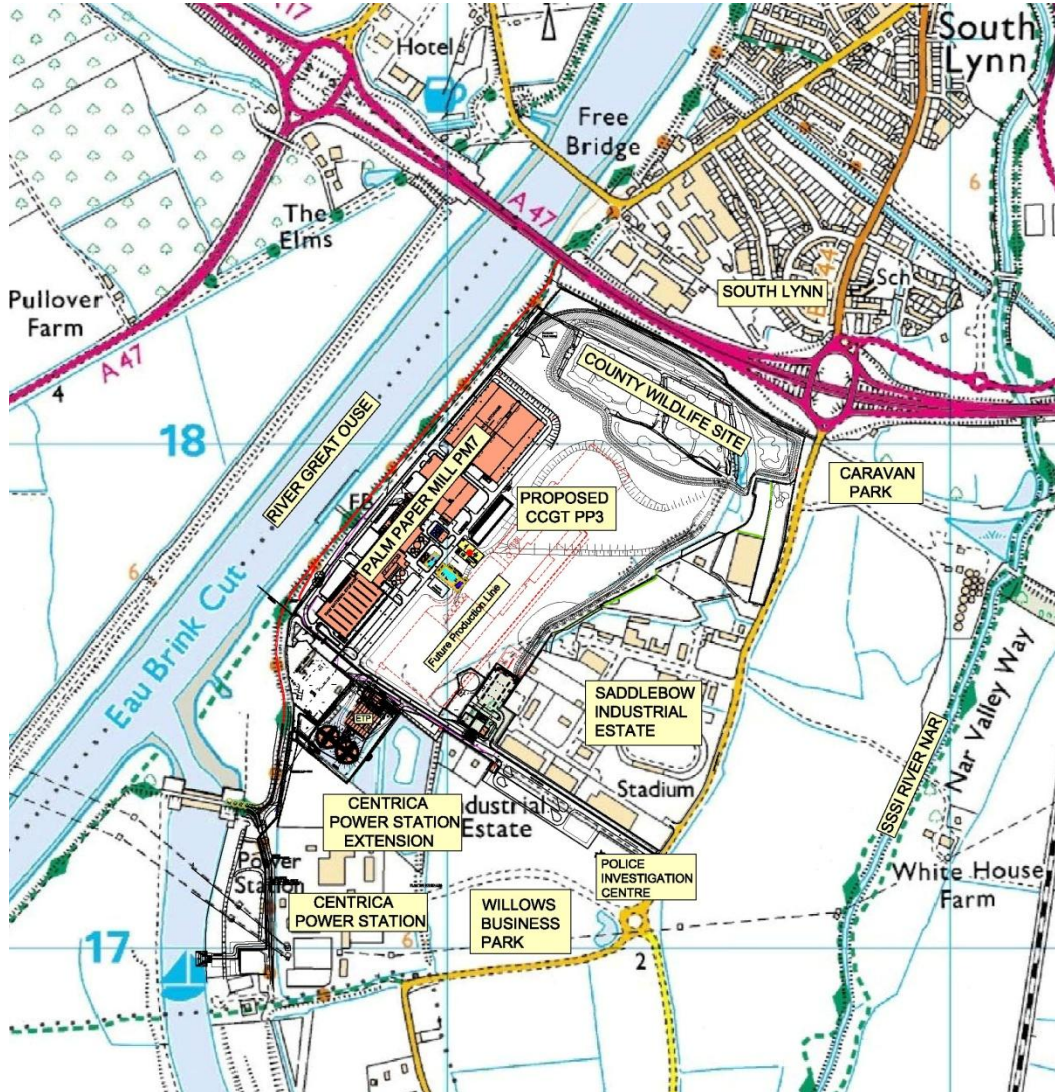 A17
Hotel
South
Lynn
Free
Bridge
A 47
The
Elms
6
Pullover
Farm
SOUTH LYNN
Sch
A 47
4
COUNTY WILDLIFE SITE
18
RIVER GREAT OUSE
CARAVAN
PARK
FB
PALM PAPER MILL PM7
PROPOSED
CCGT PP3
6
Eau Brink Cut
Future Production Line
SADDLEBOW
INDUSTRIAL
ESTATE
Nar Valley Way
SSSI RIVER NAR
ETP
Stadium
CENTRICA
POWER STATION
EXTENSION
ndustrial
Estate
Power
Station
POLICE
INVESTIGATION
CENTRE
White House
Farm
CENTRICA
POWER STATION
WILLOWS
BUSINESS
PARK
6
17
2